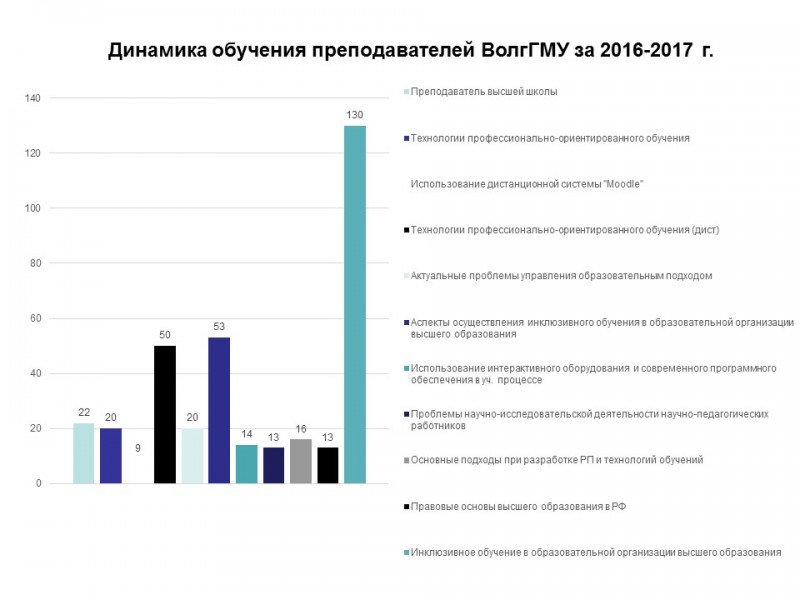 Динамика обучения преподавателей ВолгГМУ за 2016-2017 г.
140
120
100
80
60
40
20
0
22
20
9
50
20
53
14
13
16
13
130
Преподаватель высшей школы
Технологии профессионально-ориентированного обучения
Использование дистанционной системы "Moodle"
Технологии профессионально-ориентированного обучения (дист)
Актуальные проблемы управления образовательным подходом
Аспекты осуществления инклюзивного обучения в образовательной организации
высшего образования
Использование интерактивного оборудования и современного программного
обеспечения в уч. процессе
Проблемы научно-исследовательской деятельности научно-педагогических
работников
Основные подходы при разработке РП и технологий обучений
Правовые основы высшего образования в РФ
Инклюзивное обучение в образовательной организации высшего образования